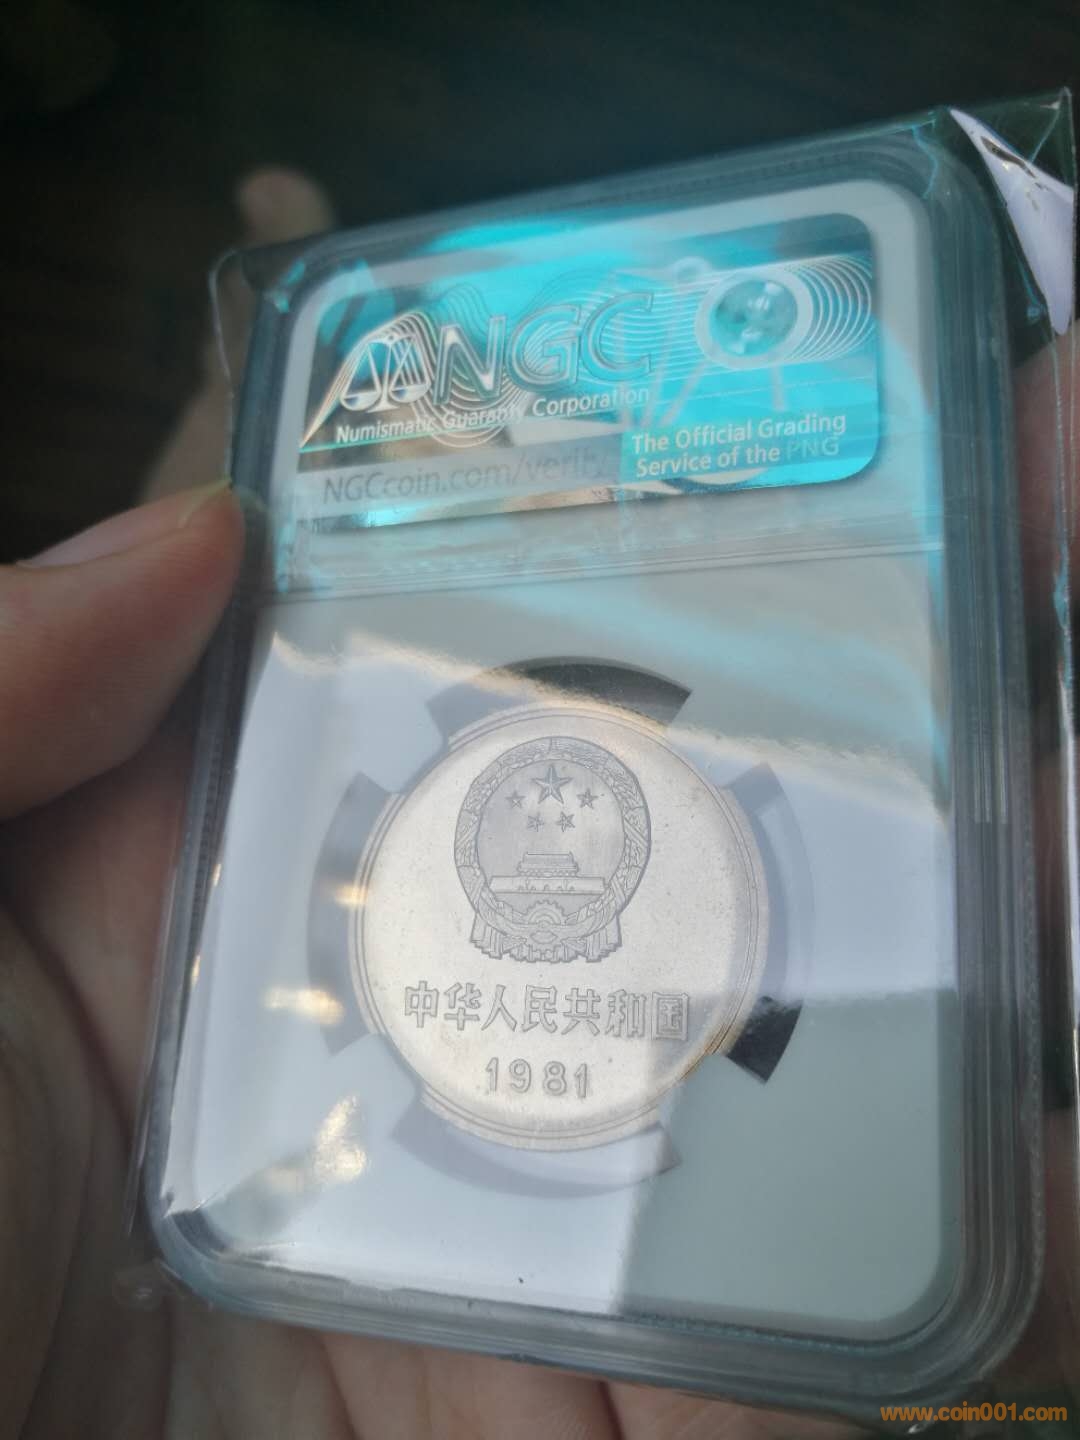 NGC
Numismatic Guaranty Corporation
The Official Grading
Service of the PNG
NGCcoin.com/verify
中华人民共和国
1981
www.coin001.com